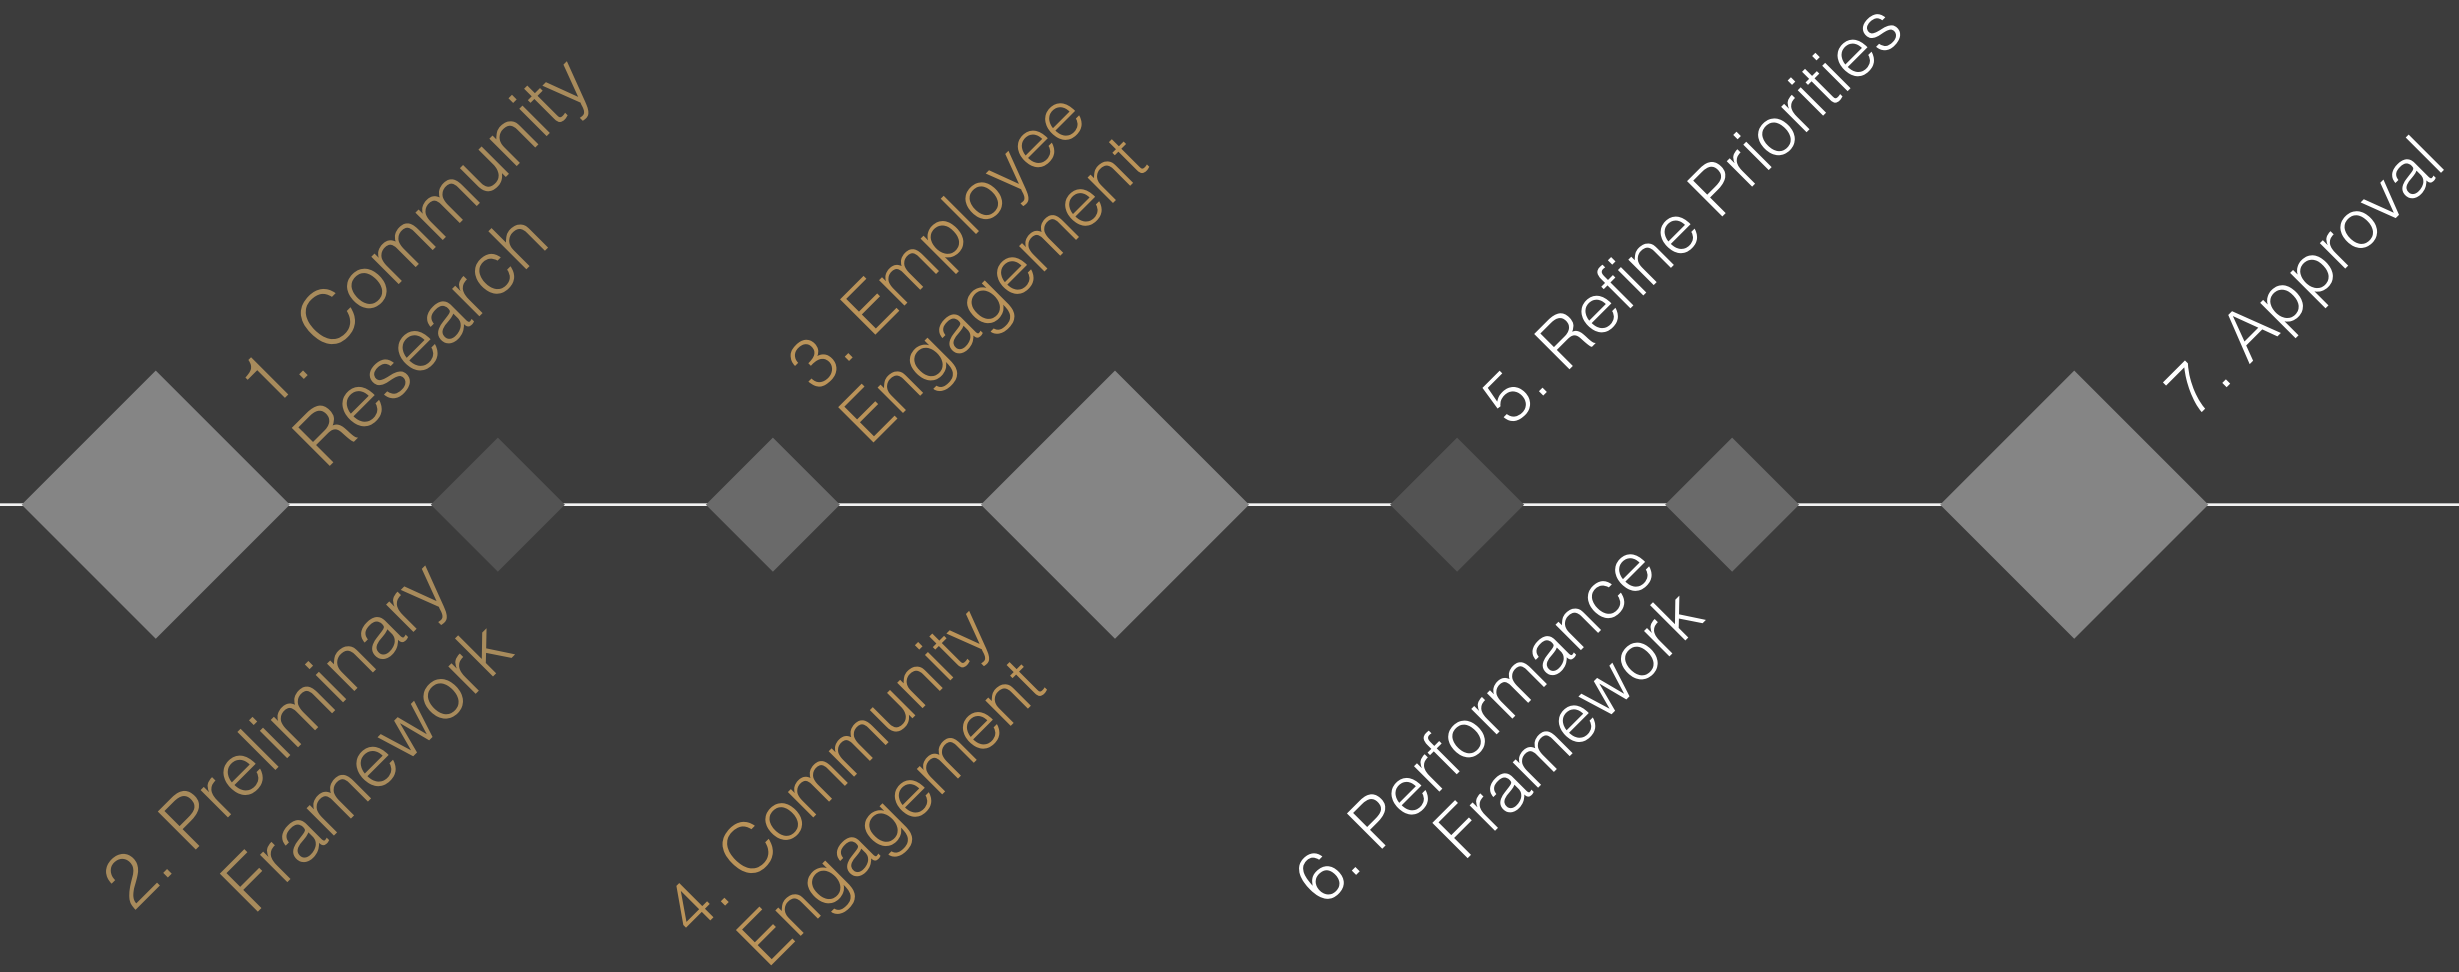 1. Community
Research
2. Preliminary
Framework
3. Employee
Engagement
4. Community
Engagement
5. Refine Priorities
6. Performance
Framework
7. Approval